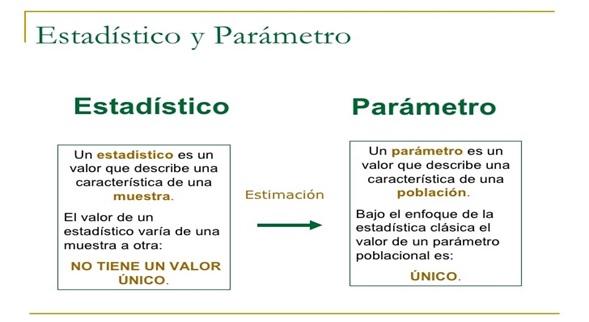 Estadístico y Parámetro
Estadístico
Un estadístico es un
valor que describe una
característica de una
muestra.
El valor de un
estadístico varía de una
muestra a otra:
NO TIENE UN VALOR
ÚNICO.
Estimación
Parámetro
Un parámetro es un
valor que describe una
característica de una
población.
Bajo el enfoque de la
estadística clásica el
valor de un parámetro
poblacional es:
ÚNICO.